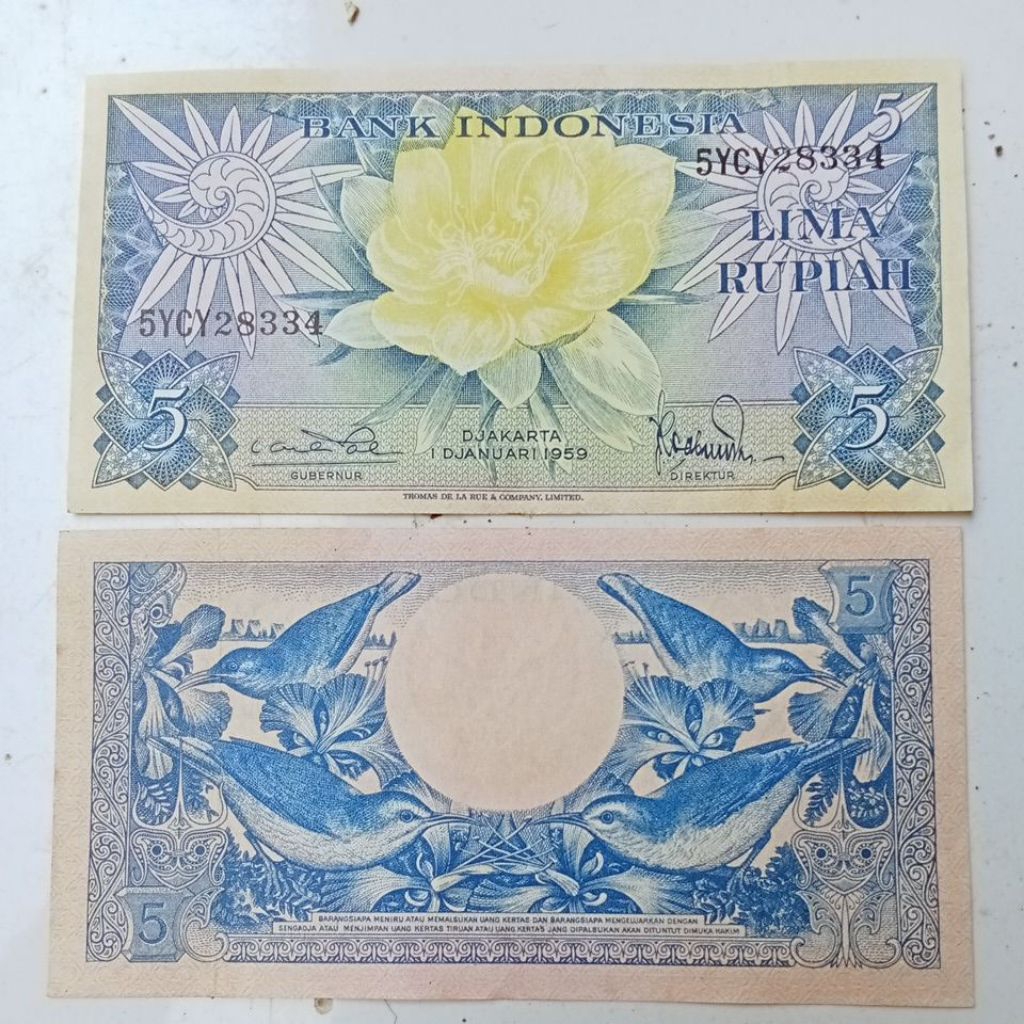 BANK INDONESIA
5
5YCY28334
LIMA
RUPIAH
5YCY28334
5
5
DJAKARTA
1 DJANUARI 1959
GUBERNUR
DIREKTUR
THOMAS DE LA RUE & COMPANY, LIMITED.
5
5
BARANGSIAPA MENIRU ATAU MEMALSUKAN UANG KERTAS DAN BARANGSIAPA MENGELUARKAN DENGAN
SENGADJA ATAU MENJIMPAN UANG KERTAS TIRUAN ATAU UANG KERTAS JANG DIPALSUKAN AKAN DITUNTUT DIMUKA HAKIM